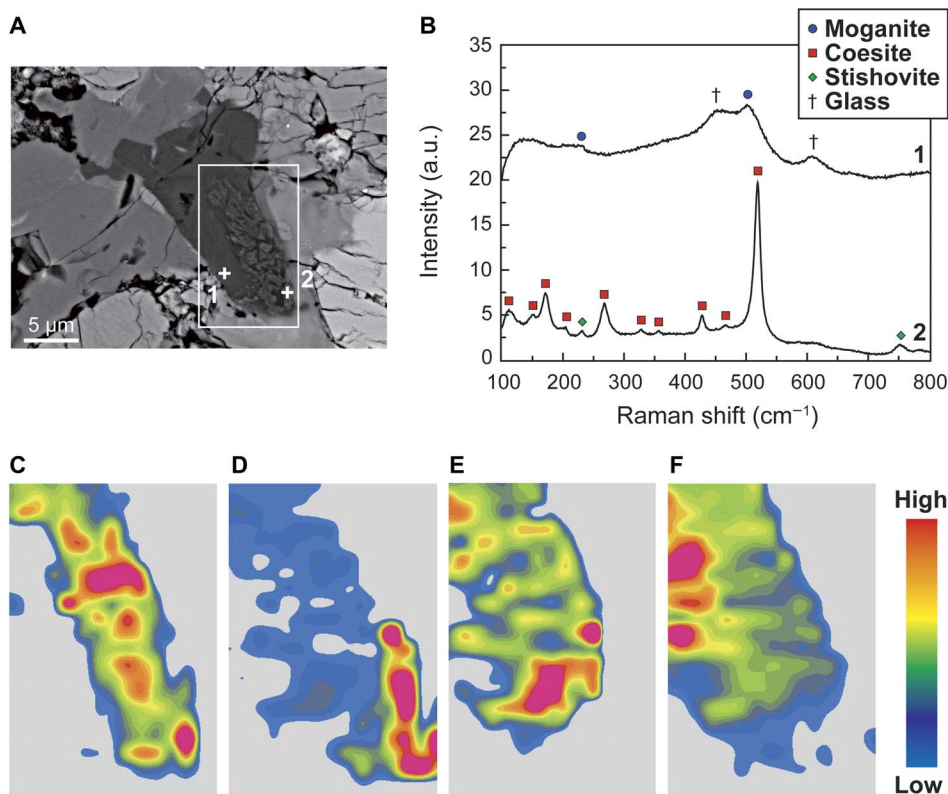 A
1
2
5 µm
B
Moganite
Coesite
Stishovite
† Glass
35
30
25
20
15
10
5
0
Intensity (a.u.)
†
†
1
2
100 200 300 400 500 600 700 800
Raman shift (cm⁻¹)
C
D
E
F
High
Low